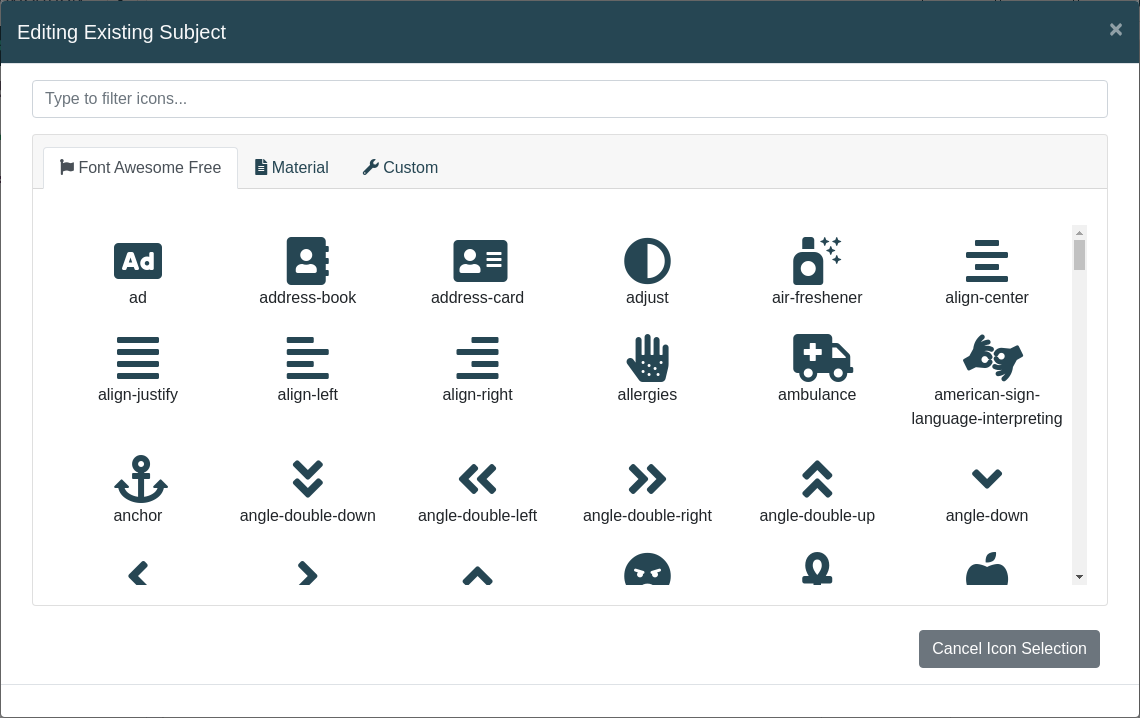 Editing Existing Subject
×
Type to filter icons...
Font Awesome Free Material Custom
Ad
ad address-book address-card adjust air-freshener align-center
align-justify align-left align-right allergies ambulance american-sign-
language-interpreting
anchor angle-double-down angle-double-left angle-double-right angle-double-up angle-down
Cancel Icon Selection